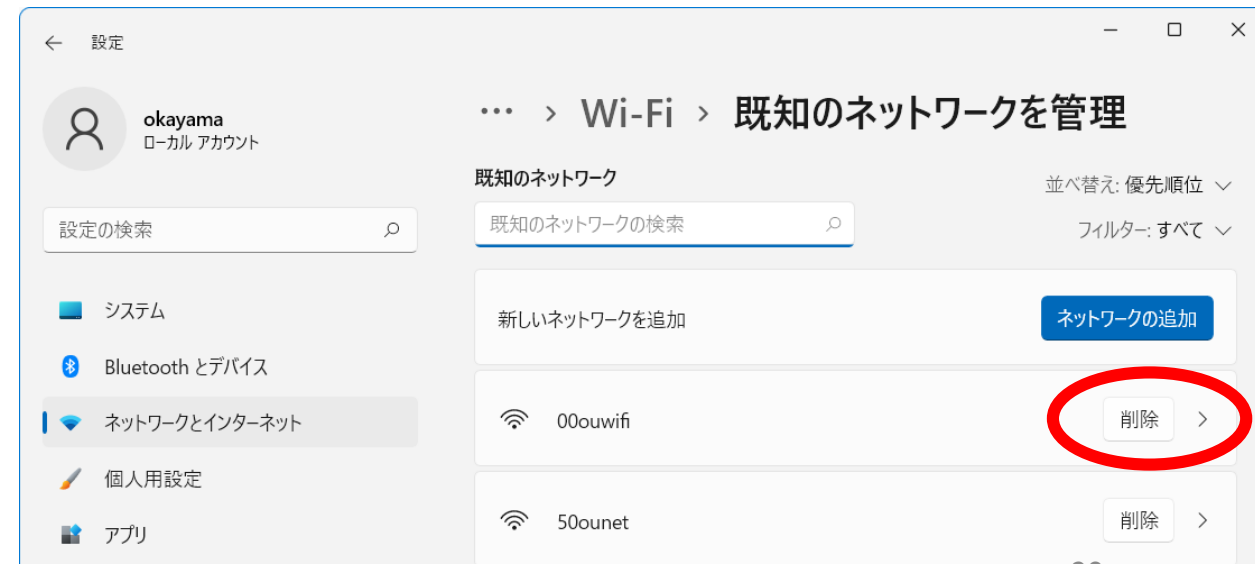 設定
okayama
ローカル アカウント
設定の検索
システム
Bluetooth とデバイス
ネットワークとインターネット
個人用設定
アプリ
… › Wi-Fi › 既知のネットワークを管理
既知のネットワーク
並べ替え: 優先順位
既知のネットワークの検索
フィルター: すべて
新しいネットワークを追加
ネットワークの追加
00ouwifi
削除
50ounet
削除